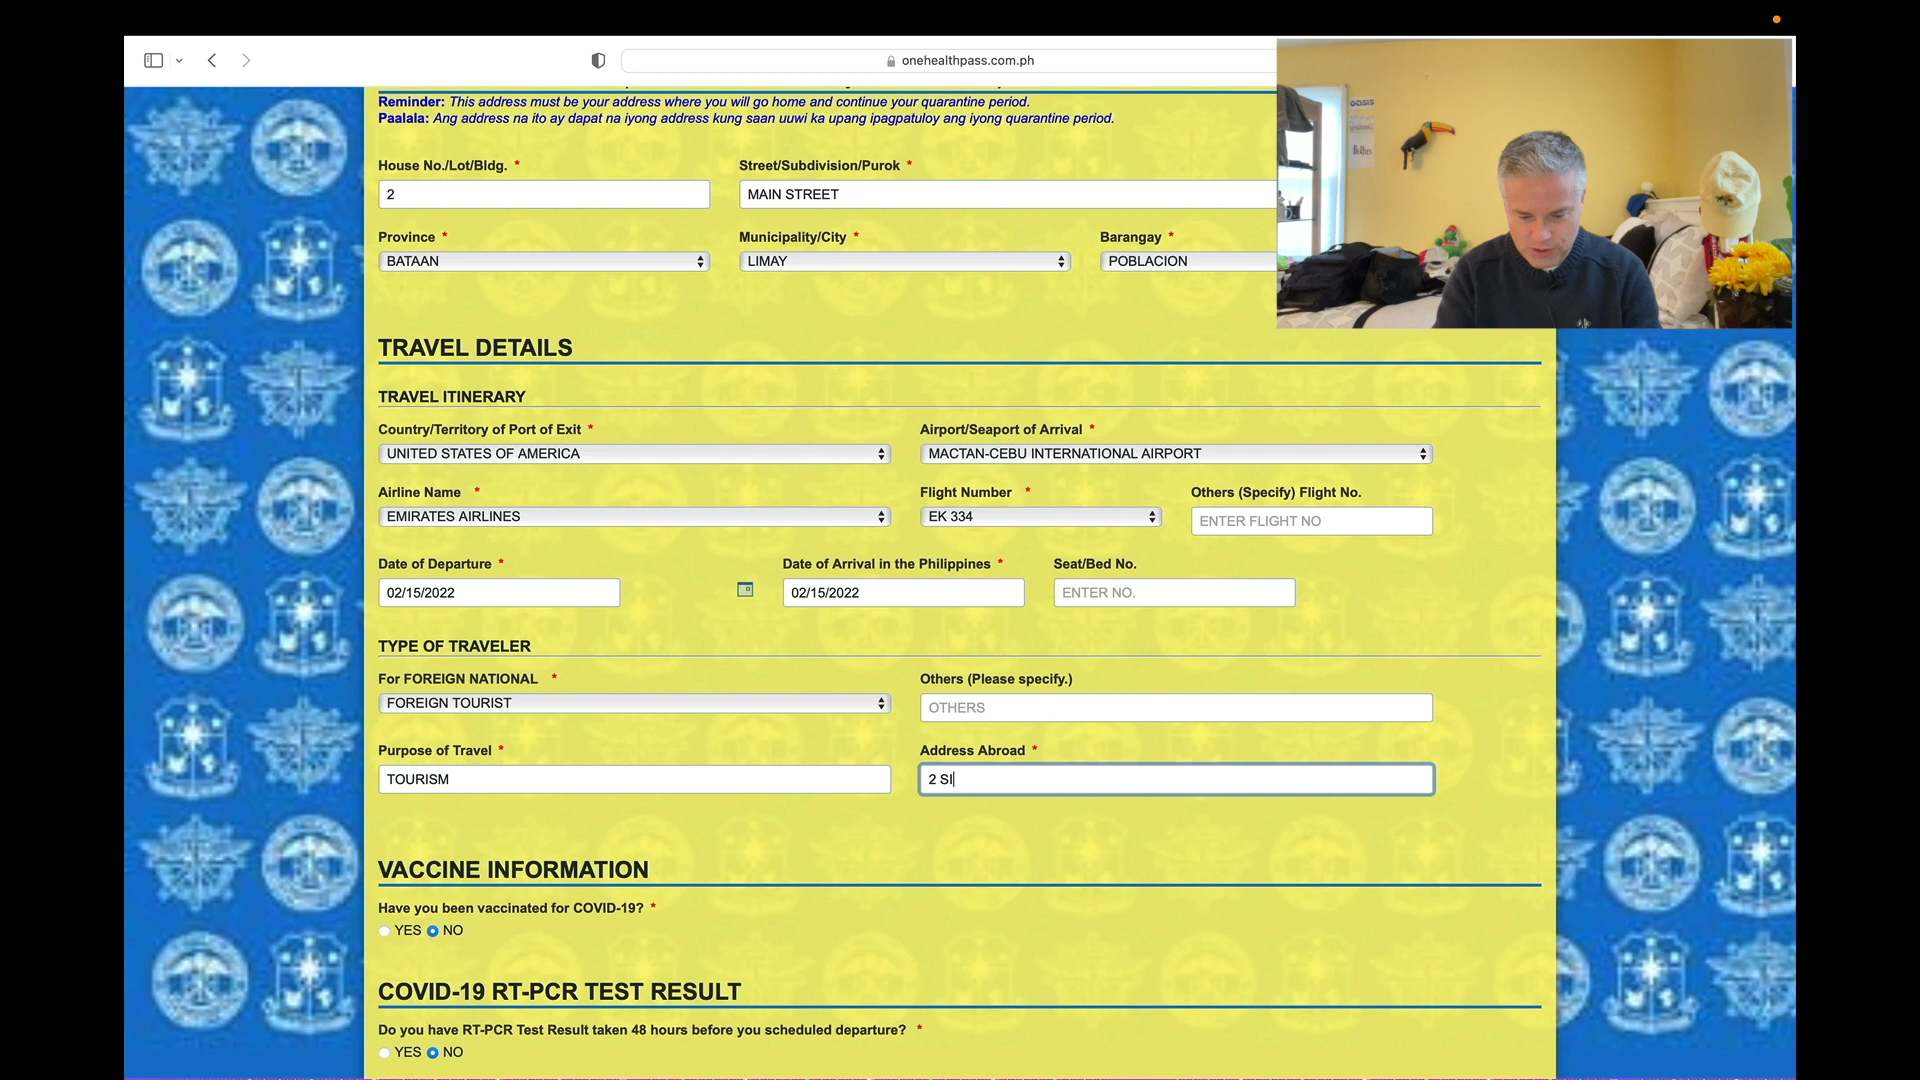 onehealthpass.com.ph
Reminder: This address must be your address where you will go home and continue your quarantine period.
Paalala: Ang address na ito ay dapat na iyong address kung saan uuwi ka upang ipagpatuloy ang iyong quarantine period.
oasis
House No./Lot/Bldg. * Street/Subdivision/Purok *
2 MAIN STREET
Province * Municipality/City * Barangay *
BATAAN LIMAY POBLACION
TRAVEL DETAILS
TRAVEL ITINERARY
Country/Territory of Port of Exit * Airport/Seaport of Arrival *
UNITED STATES OF AMERICA MACTAN-CEBU INTERNATIONAL AIRPORT
Airline Name * Flight Number * Others (Specify) Flight No.
EMIRATES AIRLINES EK 334 ENTER FLIGHT NO
Date of Departure * Date of Arrival in the Philippines * Seat/Bed No.
02/15/2022 02/15/2022 ENTER NO.
TYPE OF TRAVELER
For FOREIGN NATIONAL * Others (Please specify.)
FOREIGN TOURIST OTHERS
Purpose of Travel * Address Abroad *
TOURISM 2 SI
VACCINE INFORMATION
Have you been vaccinated for COVID-19? *
YES NO
COVID-19 RT-PCR TEST RESULT
Do you have RT-PCR Test Result taken 48 hours before you scheduled departure? *
YES NO